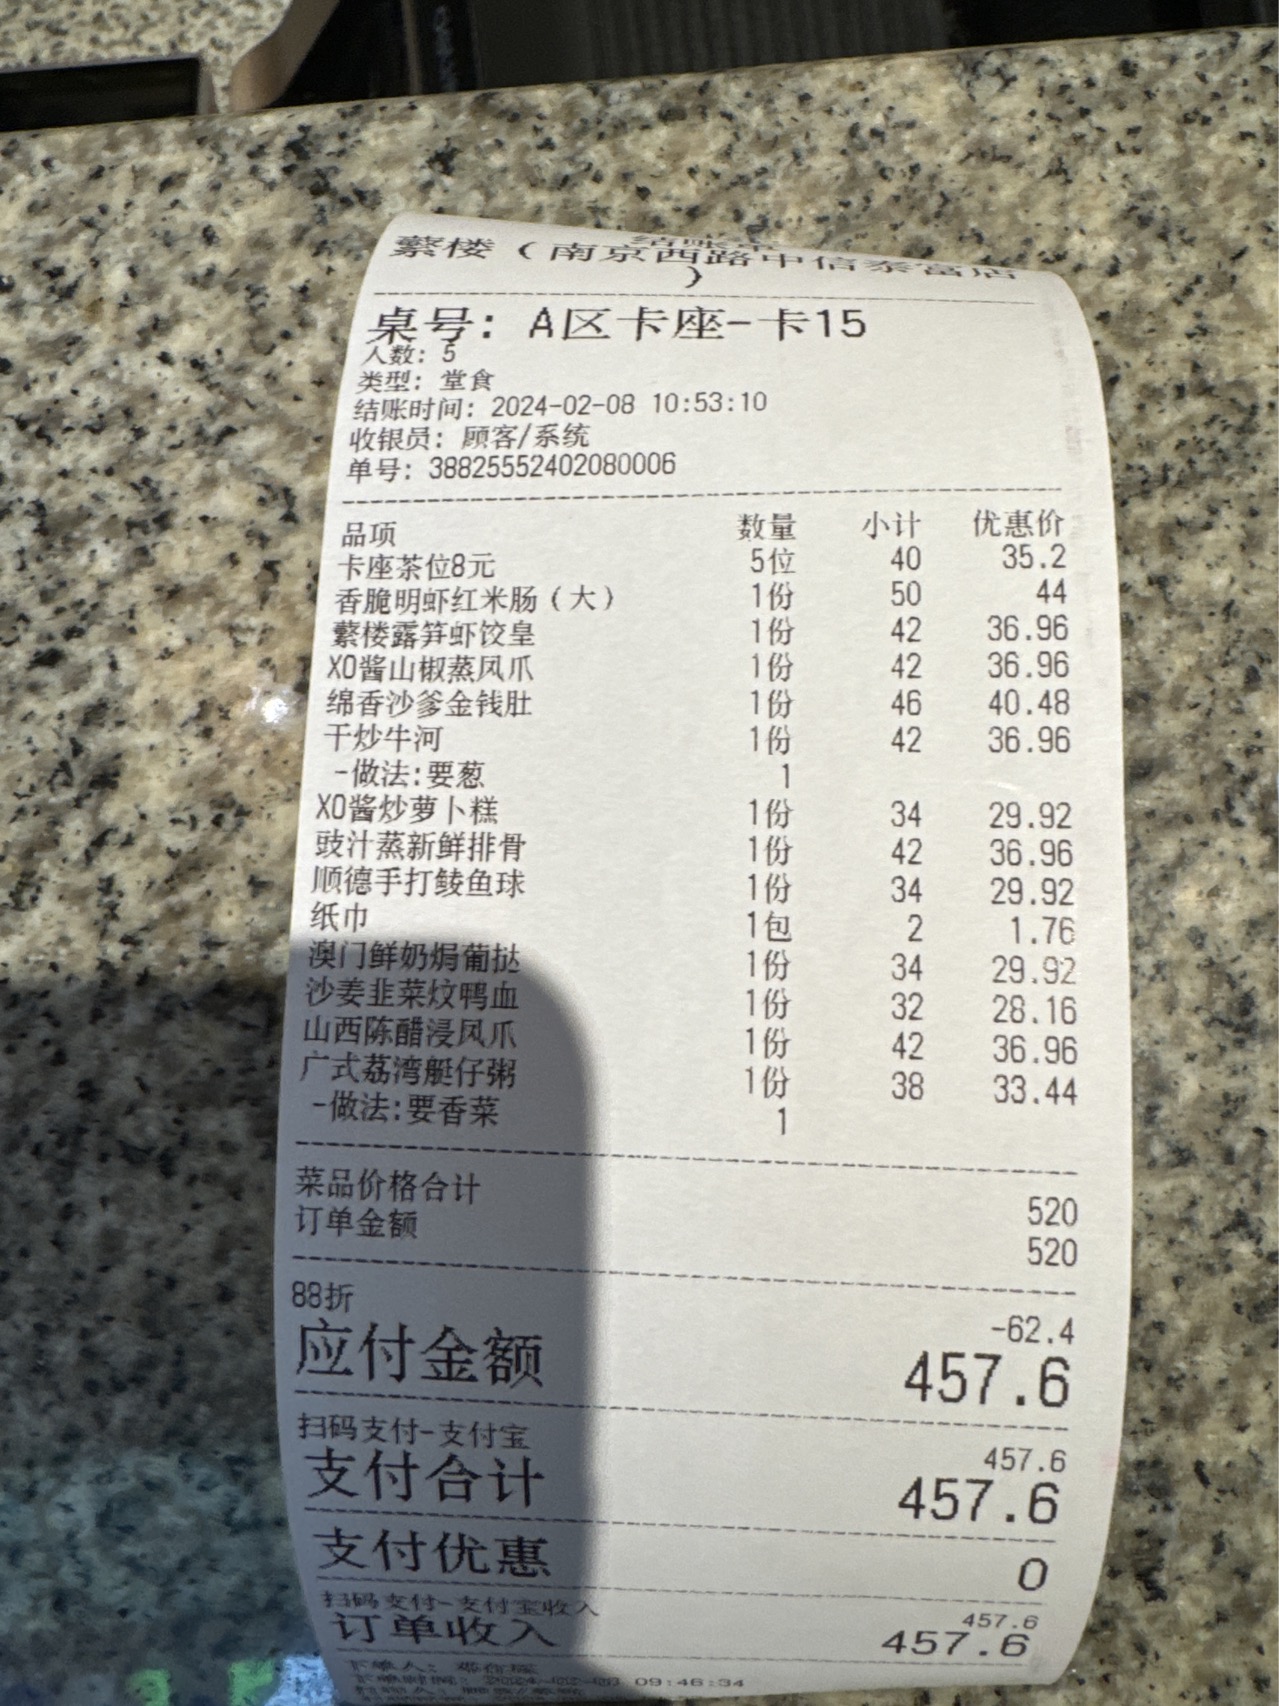 结账单
蘩楼（南京西路中信泰富店
）
桌号：A区卡座-卡15
人数：5
类型：堂食
结账时间：2024-02-08 10:53:10
收银员：顾客/系统
单号：38825552402080006
品项 数量 小计 优惠价
卡座茶位8元 5位 40 35.2
香脆明虾红米肠（大） 1份 50 44
蘩楼露笋虾饺皇 1份 42 36.96
XO酱山椒蒸凤爪 1份 42 36.96
绵香沙爹金钱肚 1份 46 40.48
干炒牛河 1份 42 36.96
-做法:要葱 1
XO酱炒萝卜糕 1份 34 29.92
豉汁蒸新鲜排骨 1份 42 36.96
顺德手打鲮鱼球 1份 34 29.92
纸巾 1包 2 1.76
澳门鲜奶焗葡挞 1份 34 29.92
沙姜韭菜炆鸭血 1份 32 28.16
山西陈醋浸凤爪 1份 42 36.96
广式荔湾艇仔粥 1份 38 33.44
-做法:要香菜 1
菜品价格合计 520
订单金额 520
88折 -62.4
应付金额 457.6
扫码支付-支付宝 457.6
支付合计 457.6
支付优惠 0
扫码支付-支付宝收入 457.6
订单收入 457.6
下单人：
09:46:34